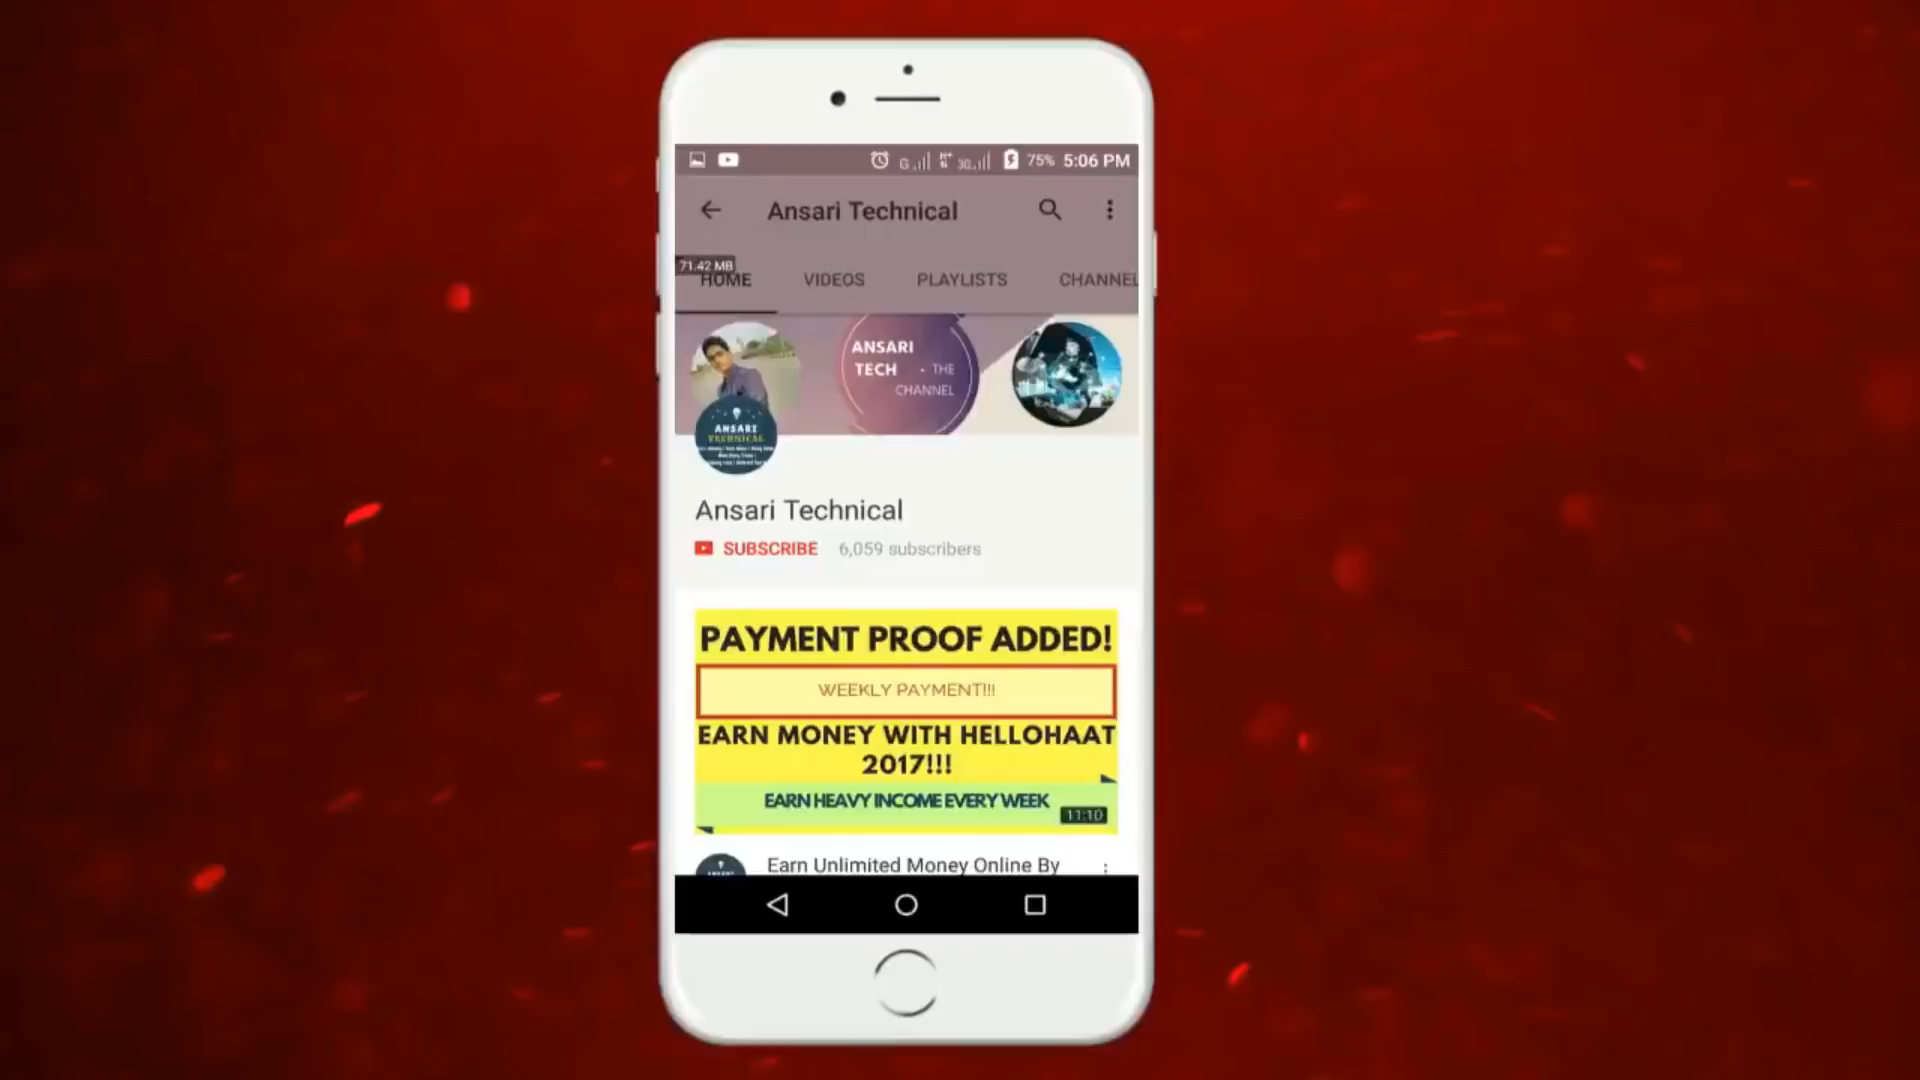 G 3G 75% 5:06 PM
Ansari Technical
71.42 MB
HOME VIDEOS PLAYLISTS CHANNEL
ANSARI
TECH - THE
CHANNEL
ANSARI
TECHNICAL
Ansari Technical
SUBSCRIBE 6,059 subscribers
PAYMENT PROOF ADDED!
WEEKLY PAYMENT!!!
EARN MONEY WITH HELLOHAAT
2017!!!
EARN HEAVY INCOME EVERY WEEK
11:10
Earn Unlimited Money Online By